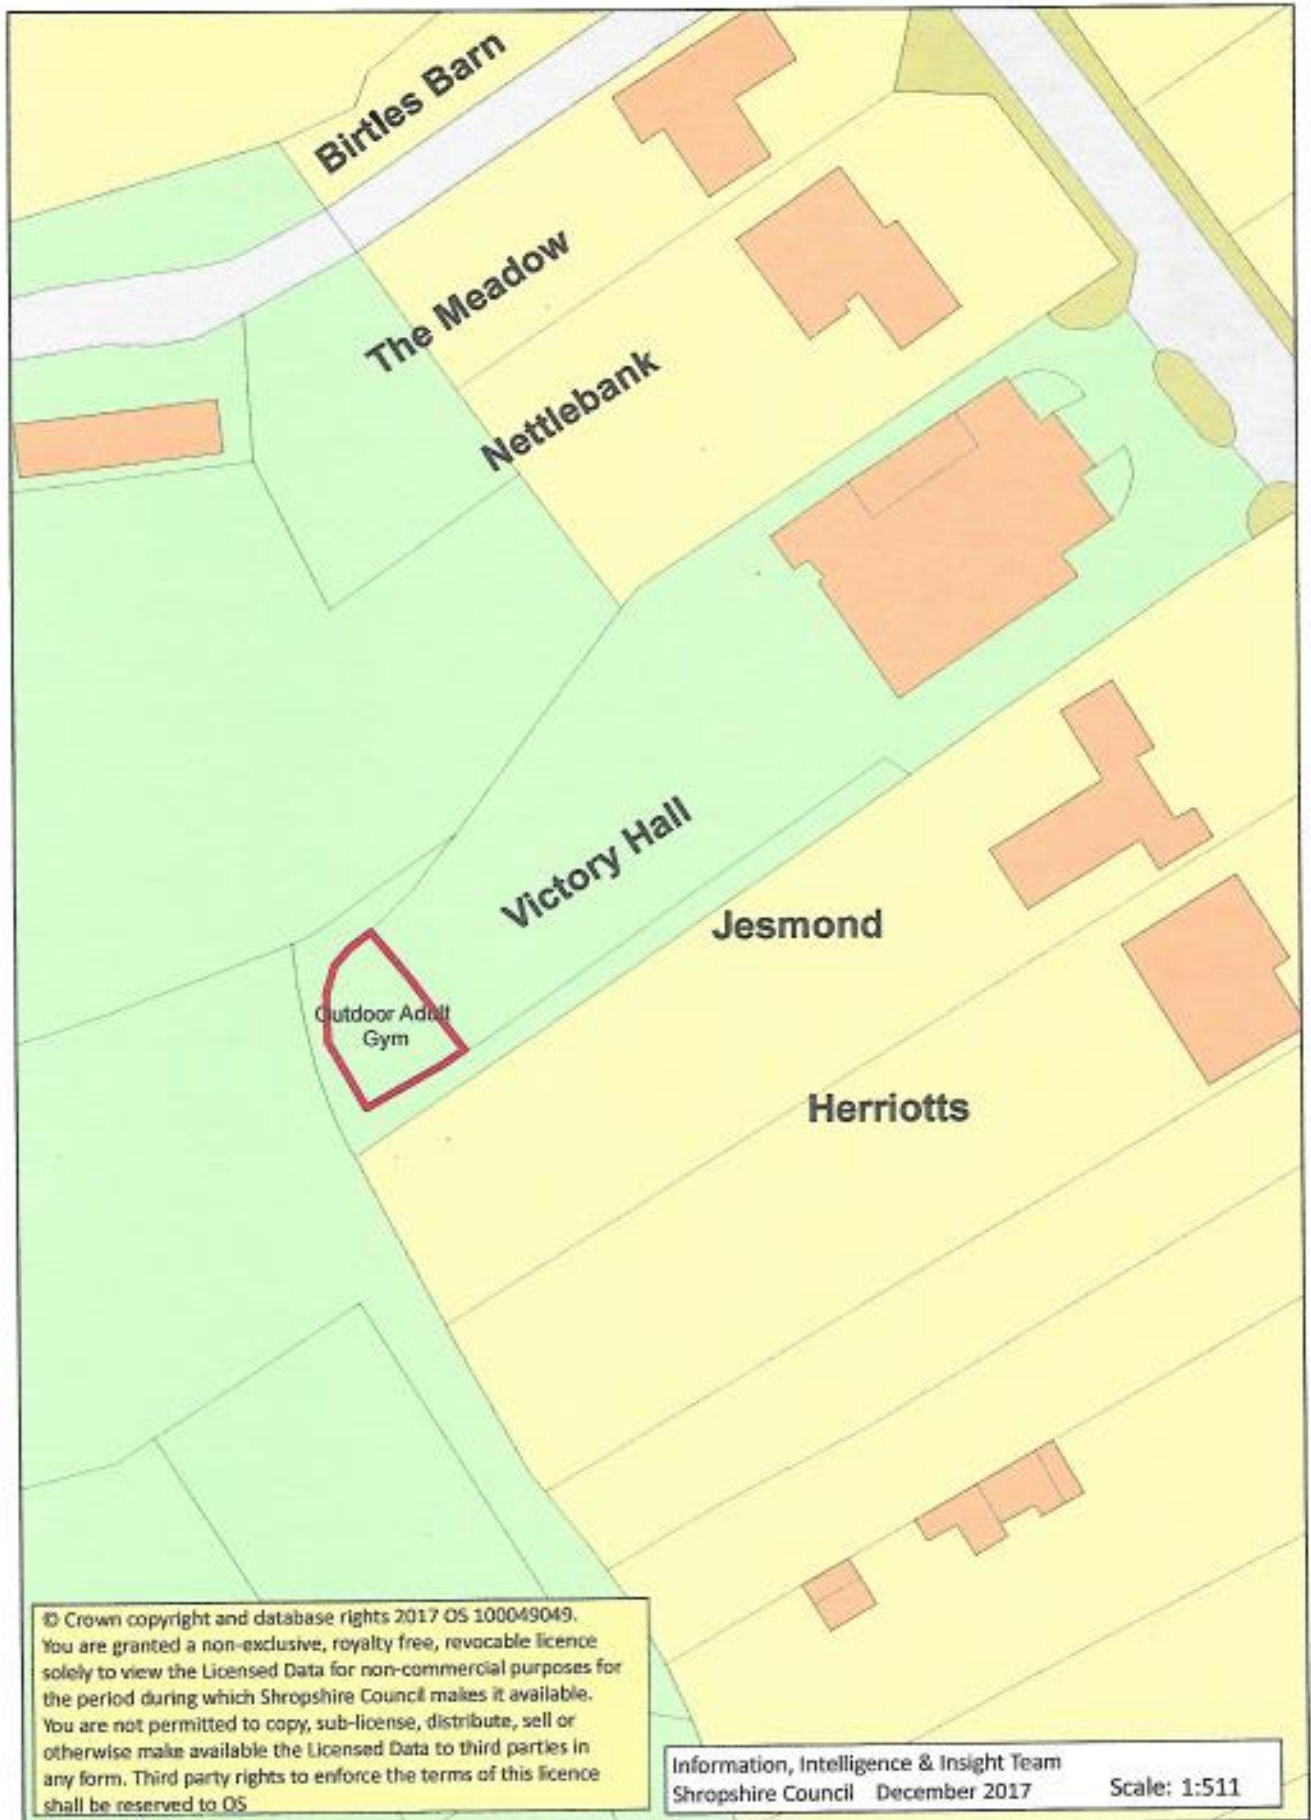 Birtles Barn
The Meadow
Nettlebank
Victory Hall
Jesmond
Outdoor Adult
Gym
Herriotts
© Crown copyright and database rights 2017 OS 100049049.
You are granted a non-exclusive, royalty free, revocable licence
solely to view the Licensed Data for non-commercial purposes for
the period during which Shropshire Council makes it available.
You are not permitted to copy, sub-license, distribute, sell or
otherwise make available the Licensed Data to third parties in
any form. Third party rights to enforce the terms of this licence
shall be reserved to OS
Information, Intelligence & Insight Team
Shropshire Council December 2017
Scale: 1:511